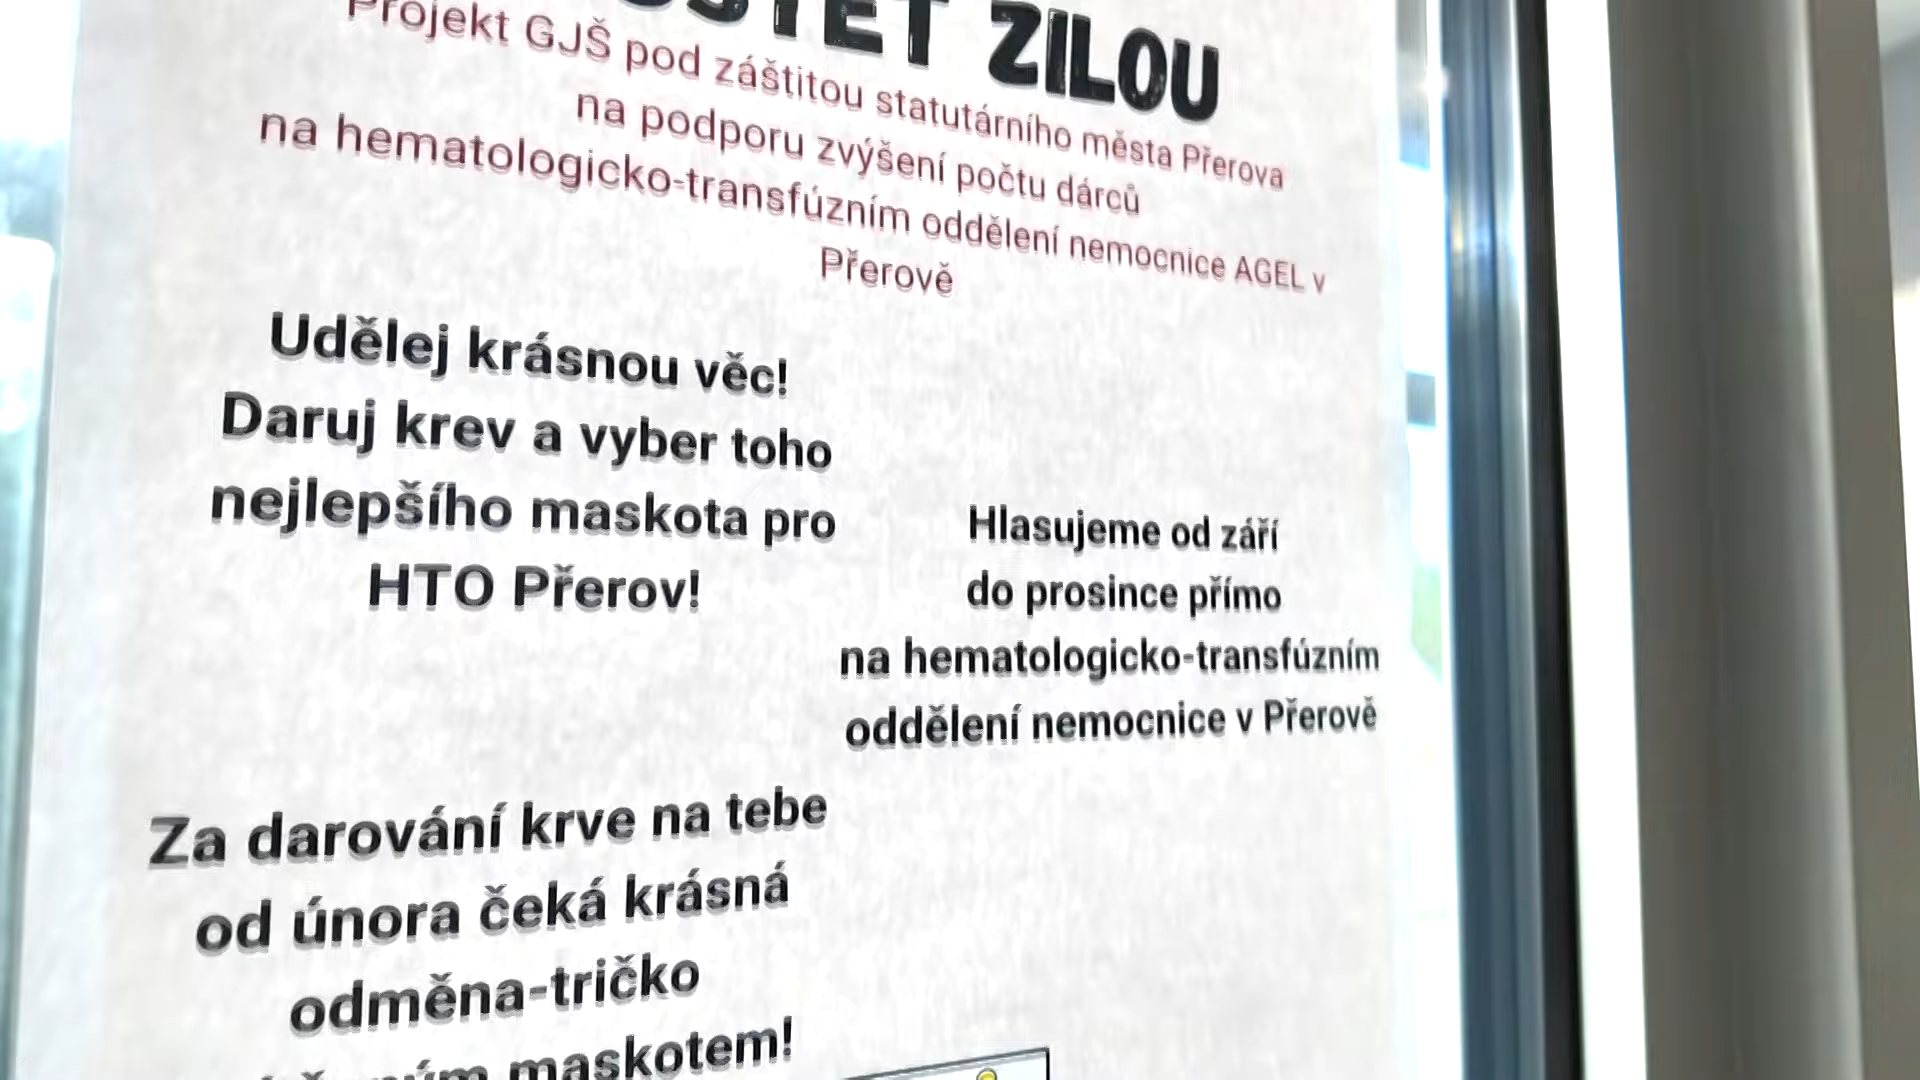 ZILOU
Projekt GJŠ pod záštitou statutárního města Přerova
na podporu zvýšení počtu dárců
na hematologicko-transfúzním oddělení nemocnice AGEL v
Přerově
Udělej krásnou věc!
Daruj krev a vyber toho
nejlepšího maskota pro
HTO Přerov!
Hlasujeme od září
do prosince přímo
na hematologicko-transfúzním
oddělení nemocnice v Přerově
Za darování krve na tebe
od února čeká krásná
odměna-tričko
maskotem!